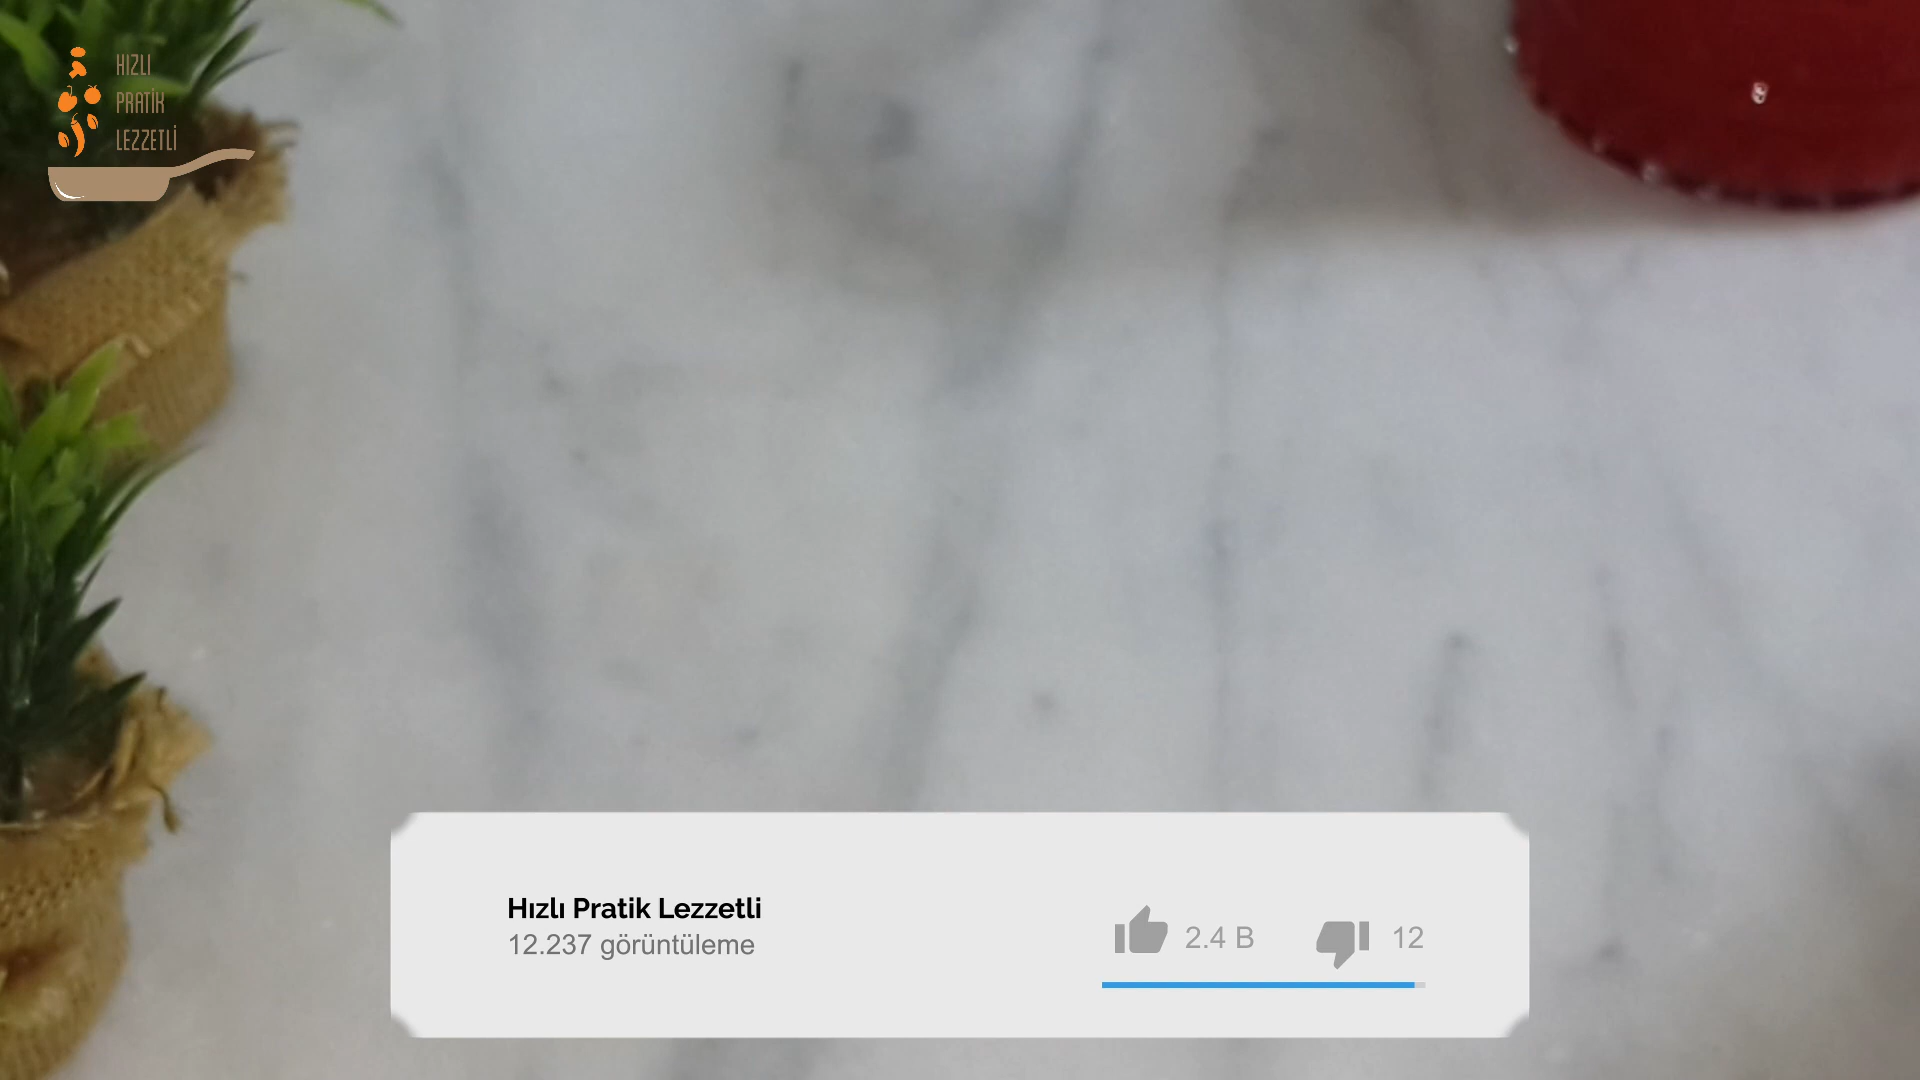 HIZLI
PRATİK
LEZZETLİ
Hızlı Pratik Lezzetli
12.237 görüntüleme
2.4 B
12